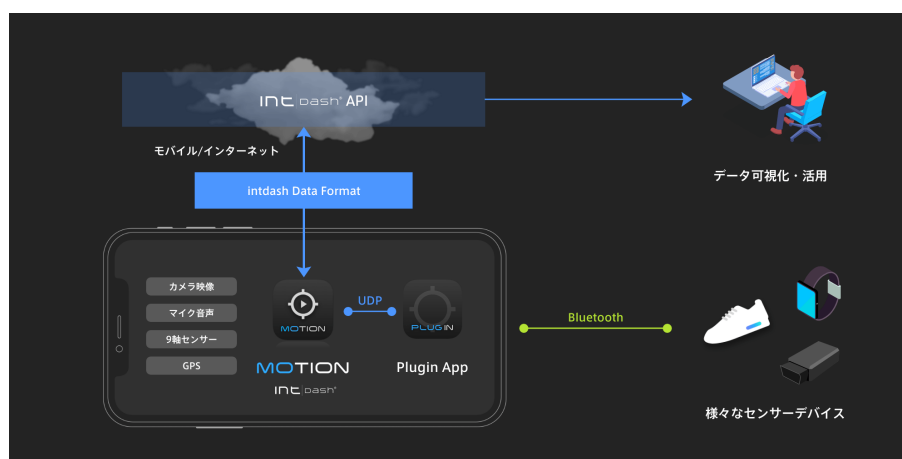 intdash API
モバイル/インターネット
intdash Data Format
データ可視化・活用
カメラ映像
マイク音声
9軸センサー
GPS
MOTION
UDP
PLUGIN
MOTION
intdash
Plugin App
Bluetooth
様々なセンサーデバイス